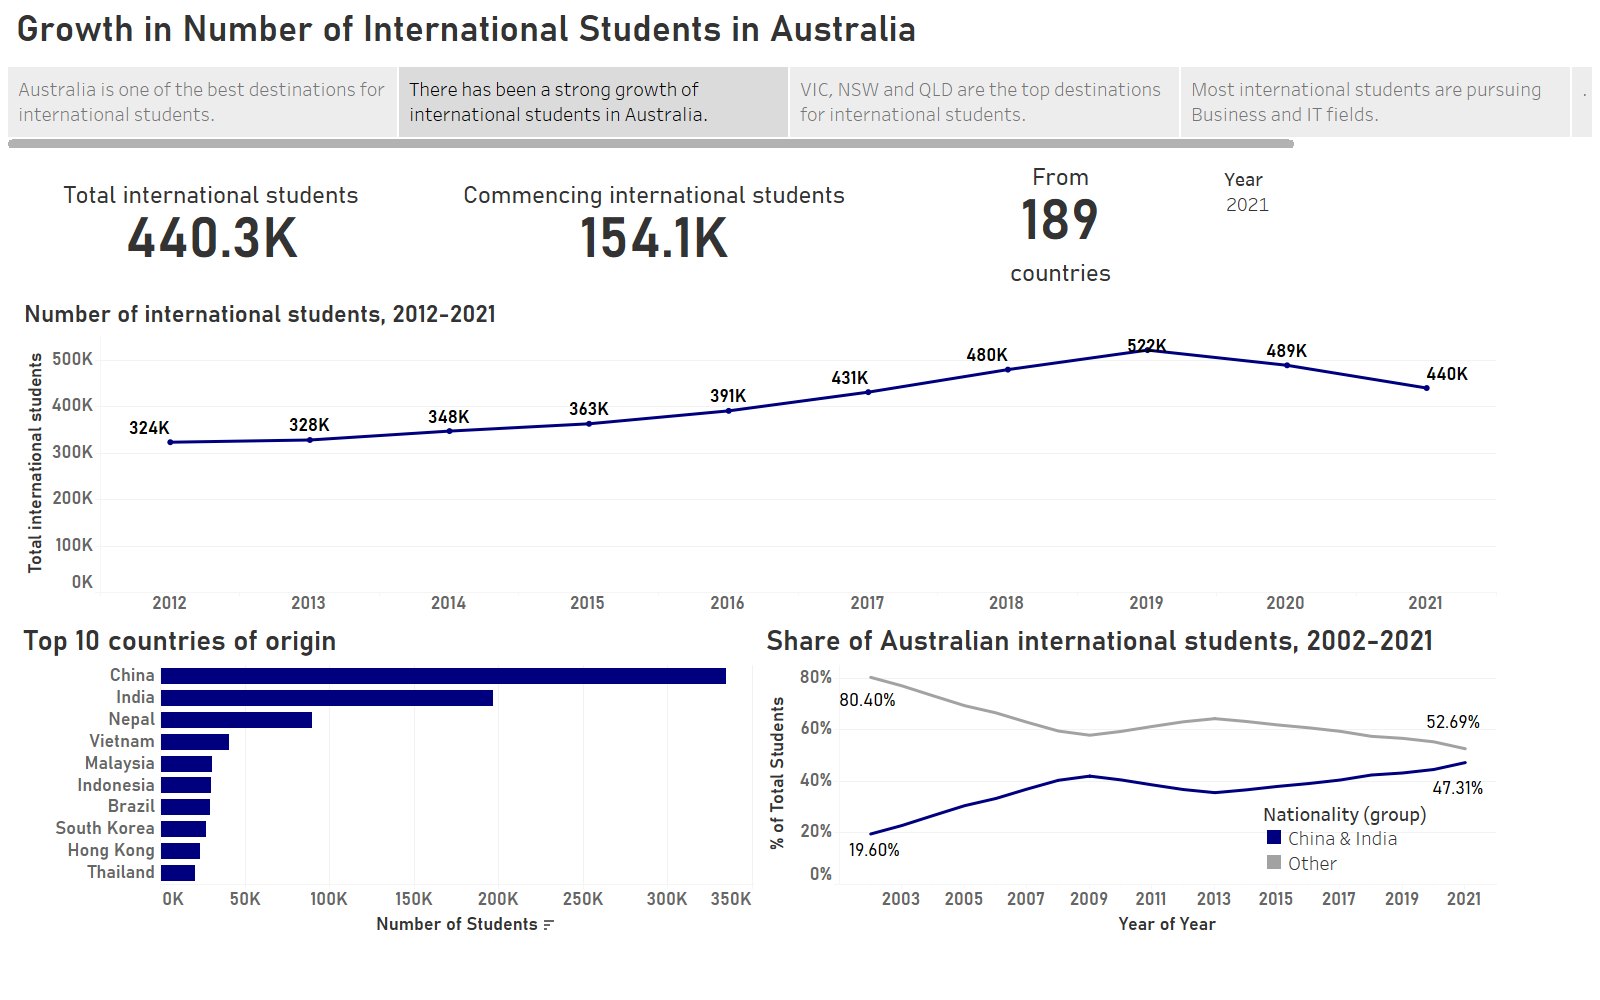 Growth in Number of International Students in Australia
Australia is one of the best destinations for
international students.
There has been a strong growth of
international students in Australia.
VIC, NSW and QLD are the top destinations
for international students.
Most international students are pursuing
Business and IT fields.
.
Total international students
440.3K
Commencing international students
154.1K
From
189
countries
Year
2021
Number of international students, 2012-2021
Total international students
500K
400K
300K
200K
100K
0K
324K
328K
348K
363K
391K
431K
480K
522K
489K
440K
2012
2013
2014
2015
2016
2017
2018
2019
2020
2021
Top 10 countries of origin
China
India
Nepal
Vietnam
Malaysia
Indonesia
Brazil
South Korea
Hong Kong
Thailand
0K
50K
100K
150K
200K
250K
300K
350K
Number of Students
Share of Australian international students, 2002-2021
% of Total Students
80%
60%
40%
20%
0%
80.40%
52.69%
47.31%
19.60%
Nationality (group)
China & India
Other
2003
2005
2007
2009
2011
2013
2015
2017
2019
2021
Year of Year